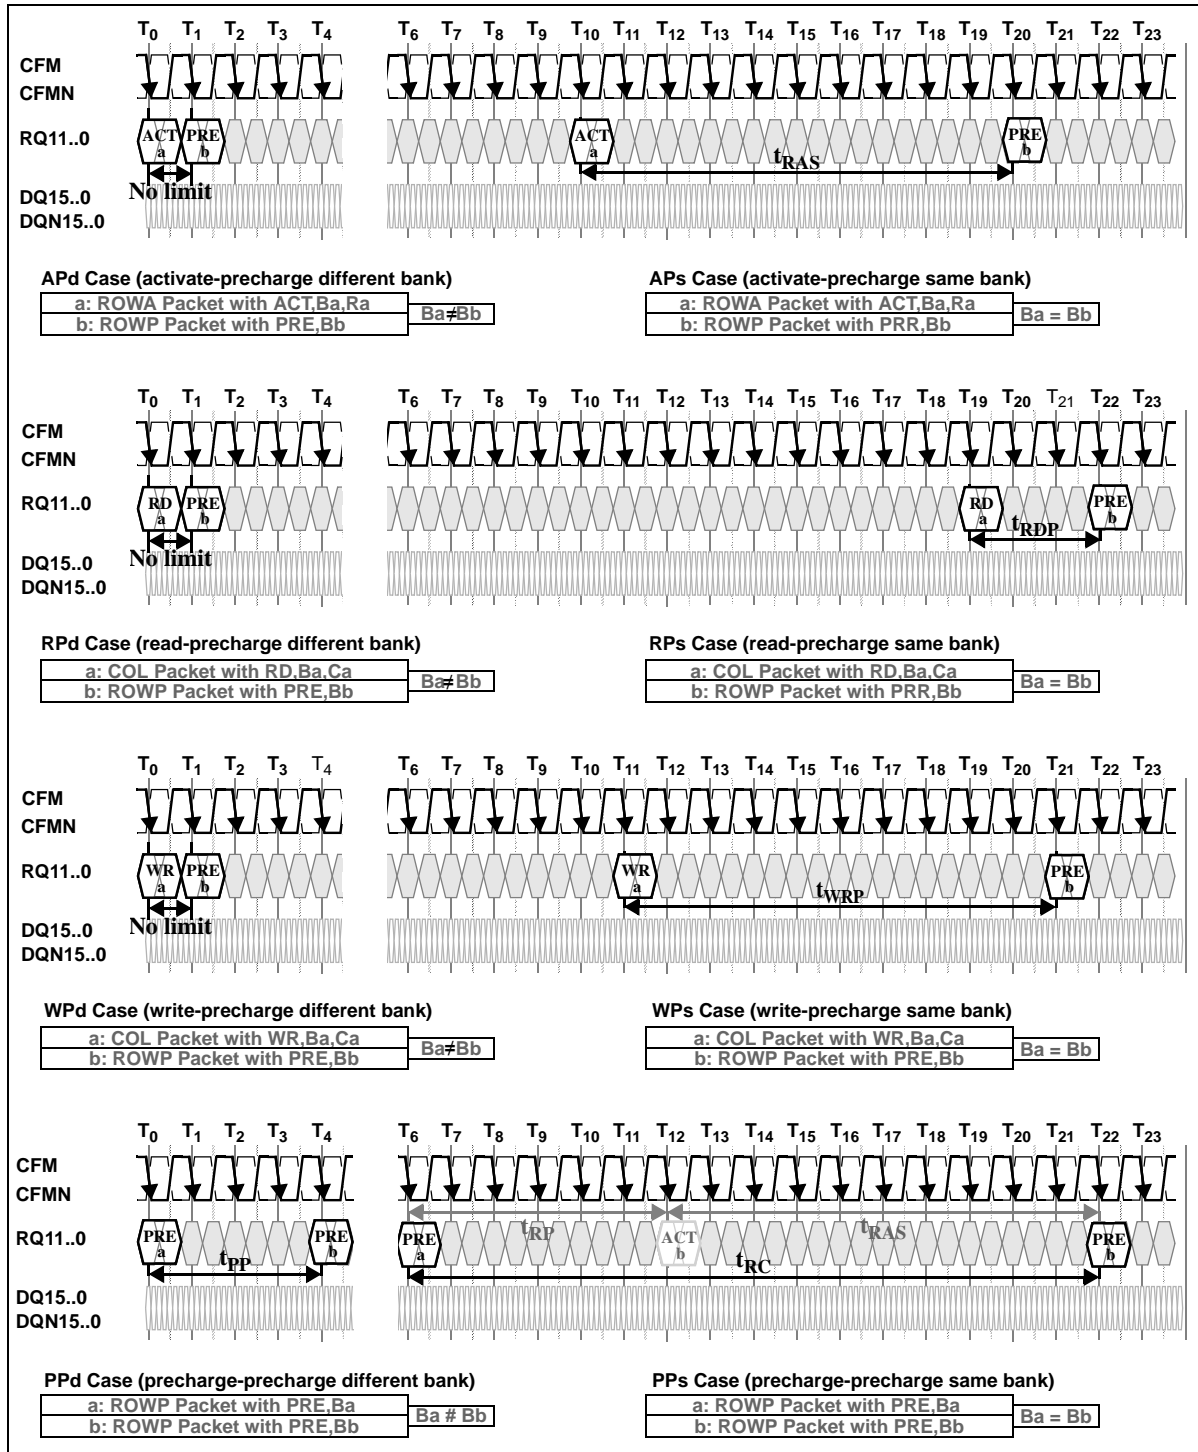 T0 T1 T2 T3 T4 T6 T7 T8 T9 T10 T11 T12 T13 T14 T15 T16 T17 T18 T19 T20 T21 T22 T23
CFM
CFMN
RQ11..0 ACT a PRE b ACT a PRE b
No limit tRAS
DQ15..0
DQN15..0
APd Case (activate-precharge different bank) APs Case (activate-precharge same bank)
a: ROWA Packet with ACT,Ba,Ra a: ROWA Packet with ACT,Ba,Ra
Ba≠Bb Ba = Bb
b: ROWP Packet with PRE,Bb b: ROWP Packet with PRR,Bb
T0 T1 T2 T3 T4 T6 T7 T8 T9 T10 T11 T12 T13 T14 T15 T16 T17 T18 T19 T20 T21 T22 T23
CFM
CFMN
RQ11..0 RD a PRE b RD a PRE b
No limit tRDP
DQ15..0
DQN15..0
RPd Case (read-precharge different bank) RPs Case (read-precharge same bank)
a: COL Packet with RD,Ba,Ca a: COL Packet with RD,Ba,Ca
Ba≠Bb Ba = Bb
b: ROWP Packet with PRE,Bb b: ROWP Packet with PRR,Bb
T0 T1 T2 T3 T4 T6 T7 T8 T9 T10 T11 T12 T13 T14 T15 T16 T17 T18 T19 T20 T21 T22 T23
CFM
CFMN
RQ11..0 WR a PRE b WR a PRE b
No limit tWRP
DQ15..0
DQN15..0
WPd Case (write-precharge different bank) WPs Case (write-precharge same bank)
a: COL Packet with WR,Ba,Ca a: COL Packet with WR,Ba,Ca
Ba≠Bb Ba = Bb
b: ROWP Packet with PRE,Bb b: ROWP Packet with PRE,Bb
T0 T1 T2 T3 T4 T6 T7 T8 T9 T10 T11 T12 T13 T14 T15 T16 T17 T18 T19 T20 T21 T22 T23
CFM
CFMN
RQ11..0 PRE a PRE b PRE a tRP ACT b tRAS PRE b
tPP tRC
DQ15..0
DQN15..0
PPd Case (precharge-precharge different bank) PPs Case (precharge-precharge same bank)
a: ROWP Packet with PRE,Ba a: ROWP Packet with PRE,Ba
Ba # Bb Ba = Bb
b: ROWP Packet with PRE,Bb b: ROWP Packet with PRE,Bb